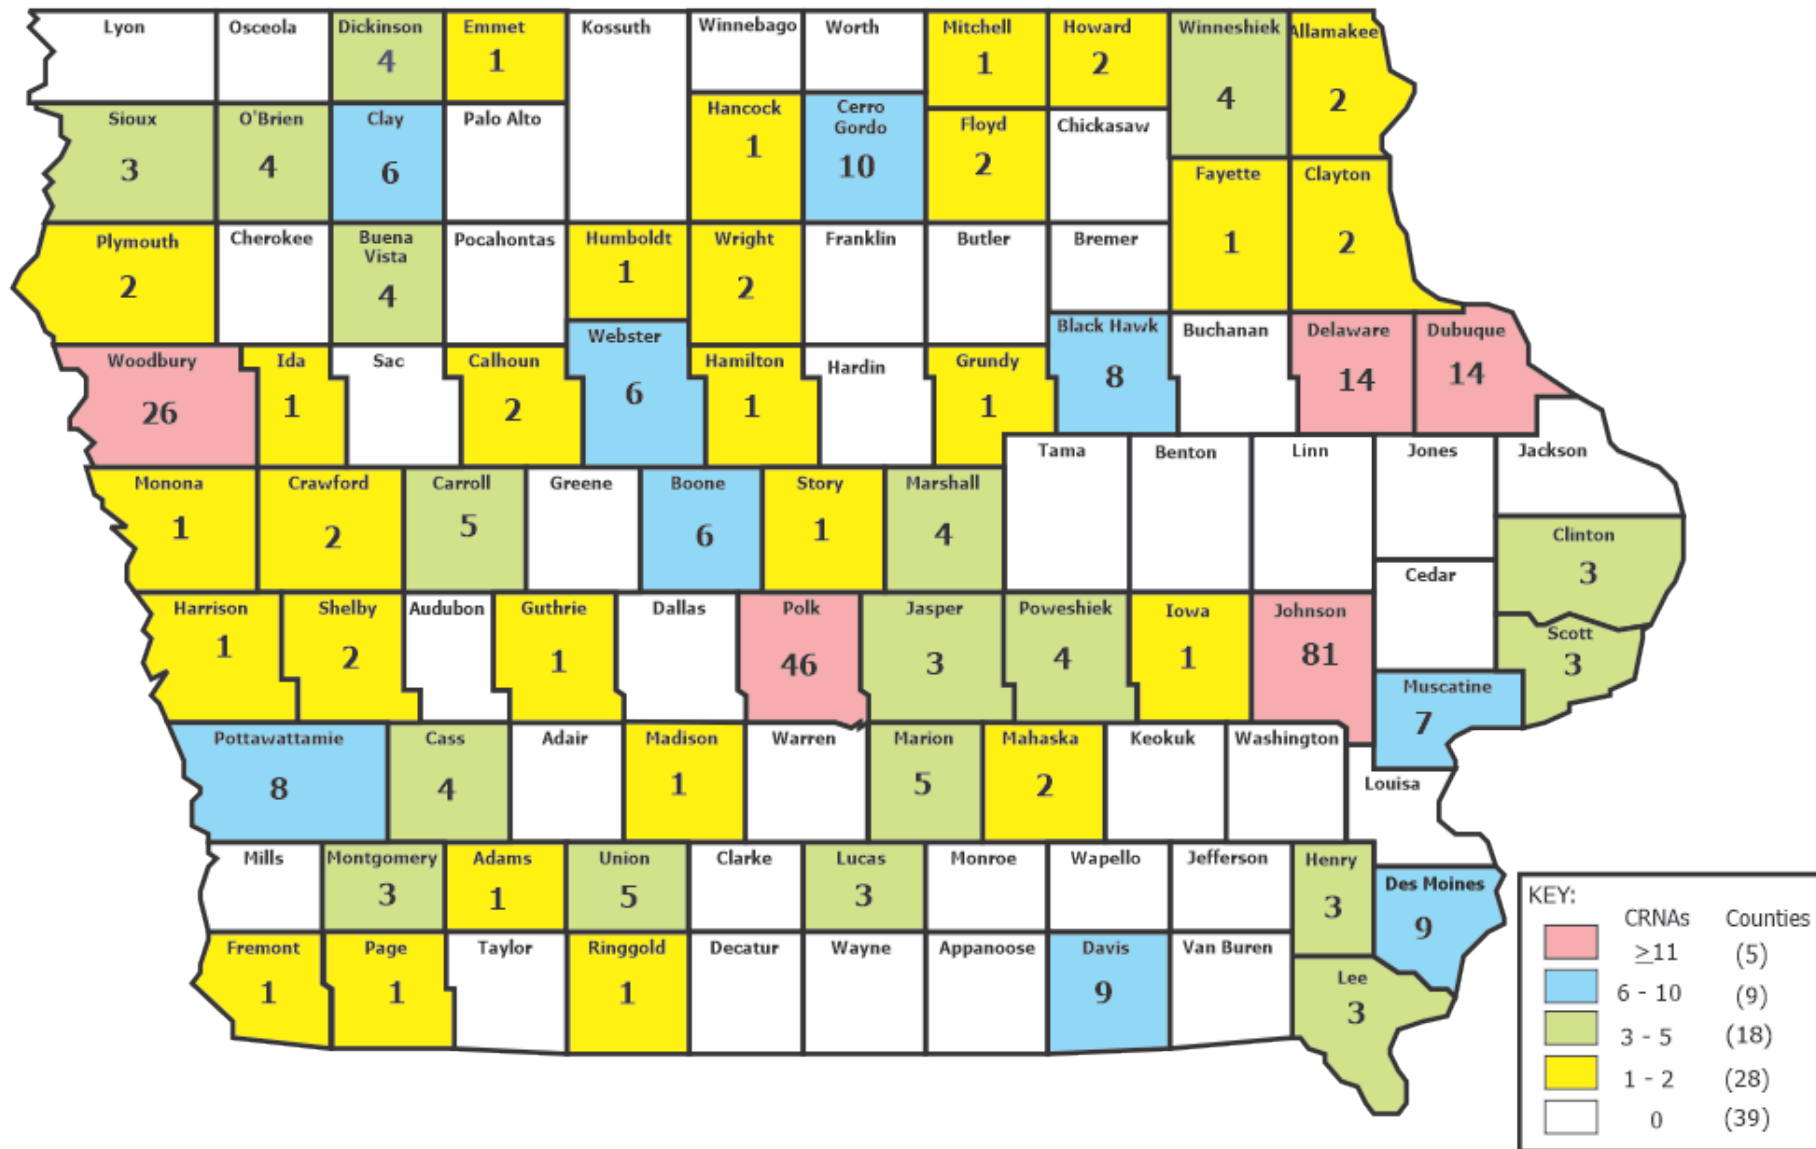 Lyon
Osceola
Dickinson
4
Emmet
1
Kossuth
Winnebago
Worth
Mitchell
1
Howard
2
Winneshiek
4
Allamakee
2
Sioux
3
O'Brien
4
Clay
6
Palo Alto
Hancock
1
Cerro
Gordo
10
Floyd
2
Chickasaw
Fayette
1
Clayton
2
Plymouth
2
Cherokee
Buena
Vista
4
Pocahontas
Humboldt
1
Wright
2
Franklin
Butler
Bremer
Woodbury
26
Ida
1
Sac
Calhoun
2
Webster
6
Hamilton
1
Hardin
Grundy
1
Black Hawk
8
Buchanan
Delaware
14
Dubuque
14
Monona
1
Crawford
2
Carroll
5
Greene
Boone
6
Story
1
Marshall
4
Tama
Benton
Linn
Jones
Jackson
Clinton
3
Cedar
Harrison
1
Shelby
2
Audubon
Guthrie
1
Dallas
Polk
46
Jasper
3
Poweshiek
4
Iowa
1
Johnson
81
Scott
3
Muscatine
7
Pottawattamie
8
Cass
4
Adair
Madison
1
Warren
Marion
5
Mahaska
2
Keokuk
Washington
Louisa
Mills
Montgomery
3
Adams
1
Union
5
Clarke
Lucas
3
Monroe
Wapello
Jefferson
Henry
3
Des Moines
9
Fremont
1
Page
1
Taylor
Ringgold
1
Decatur
Wayne
Appanoose
Davis
9
Van Buren
Lee
3
KEY:
CRNAs Counties
≥11 (5)
6 - 10 (9)
3 - 5 (18)
1 - 2 (28)
0 (39)